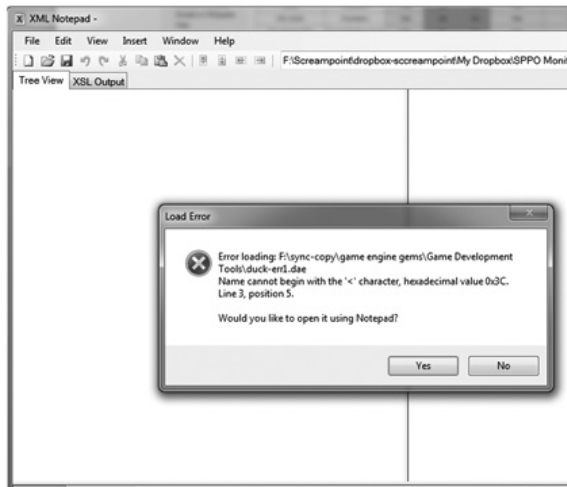 XML Notepad -
File Edit View Insert Window Help
F:\Screampoint\dropbox-sccreampoint\My Dropbox\SPPO Monit
Tree View XSL Output
Load Error
Error loading: F:\sync-copy\game engine gems\Game Development
Tools\duck-err1.dae
Name cannot begin with the '<' character, hexadecimal value 0x3C.
Line 3, position 5.
Would you like to open it using Notepad?
Yes No